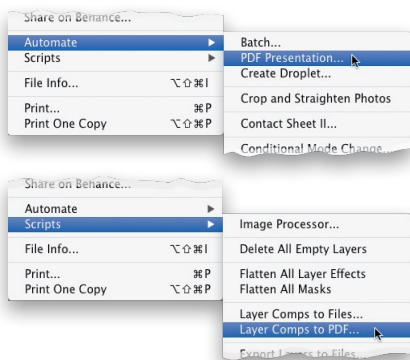 Share on Behance...
Automate ▶
Scripts ▶
File Info... ⌥⇧⌘I
Print... ⌘P
Print One Copy ⌥⇧⌘P
Batch...
PDF Presentation...
Create Droplet...
Crop and Straighten Photos
Contact Sheet II...
Conditional Mode Change...
Share on Behance...
Automate ▶
Scripts ▶
File Info... ⌥⇧⌘I
Print... ⌘P
Print One Copy ⌥⇧⌘P
Image Processor...
Delete All Empty Layers
Flatten All Layer Effects
Flatten All Masks
Layer Comps to Files...
Layer Comps to PDF...
Export Layers to Files...